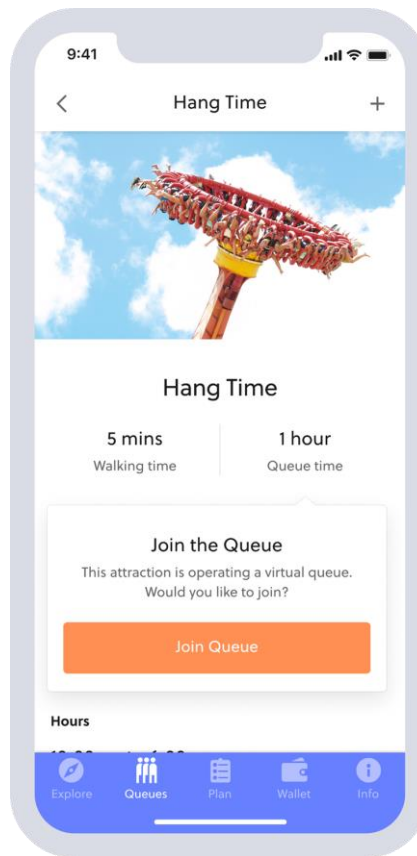 9:41
Hang Time
Hang Time
5 mins
1 hour
Walking time
Queue time
Join the Queue
This attraction is operating a virtual queue.
Would you like to join?
Join Queue
Hours
Explore
Queues
Plan
Wallet
Info